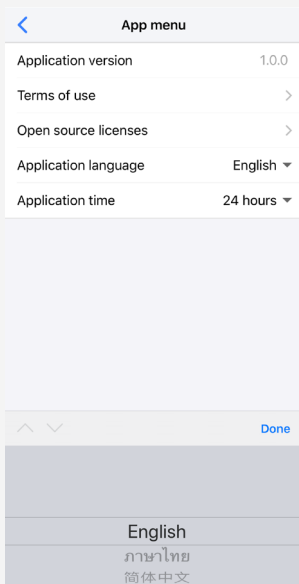 App menu
Application version 1.0.0
Terms of use
Open source licenses
Application language English
Application time 24 hours
Done
English
ภาษาไทย
简体中文